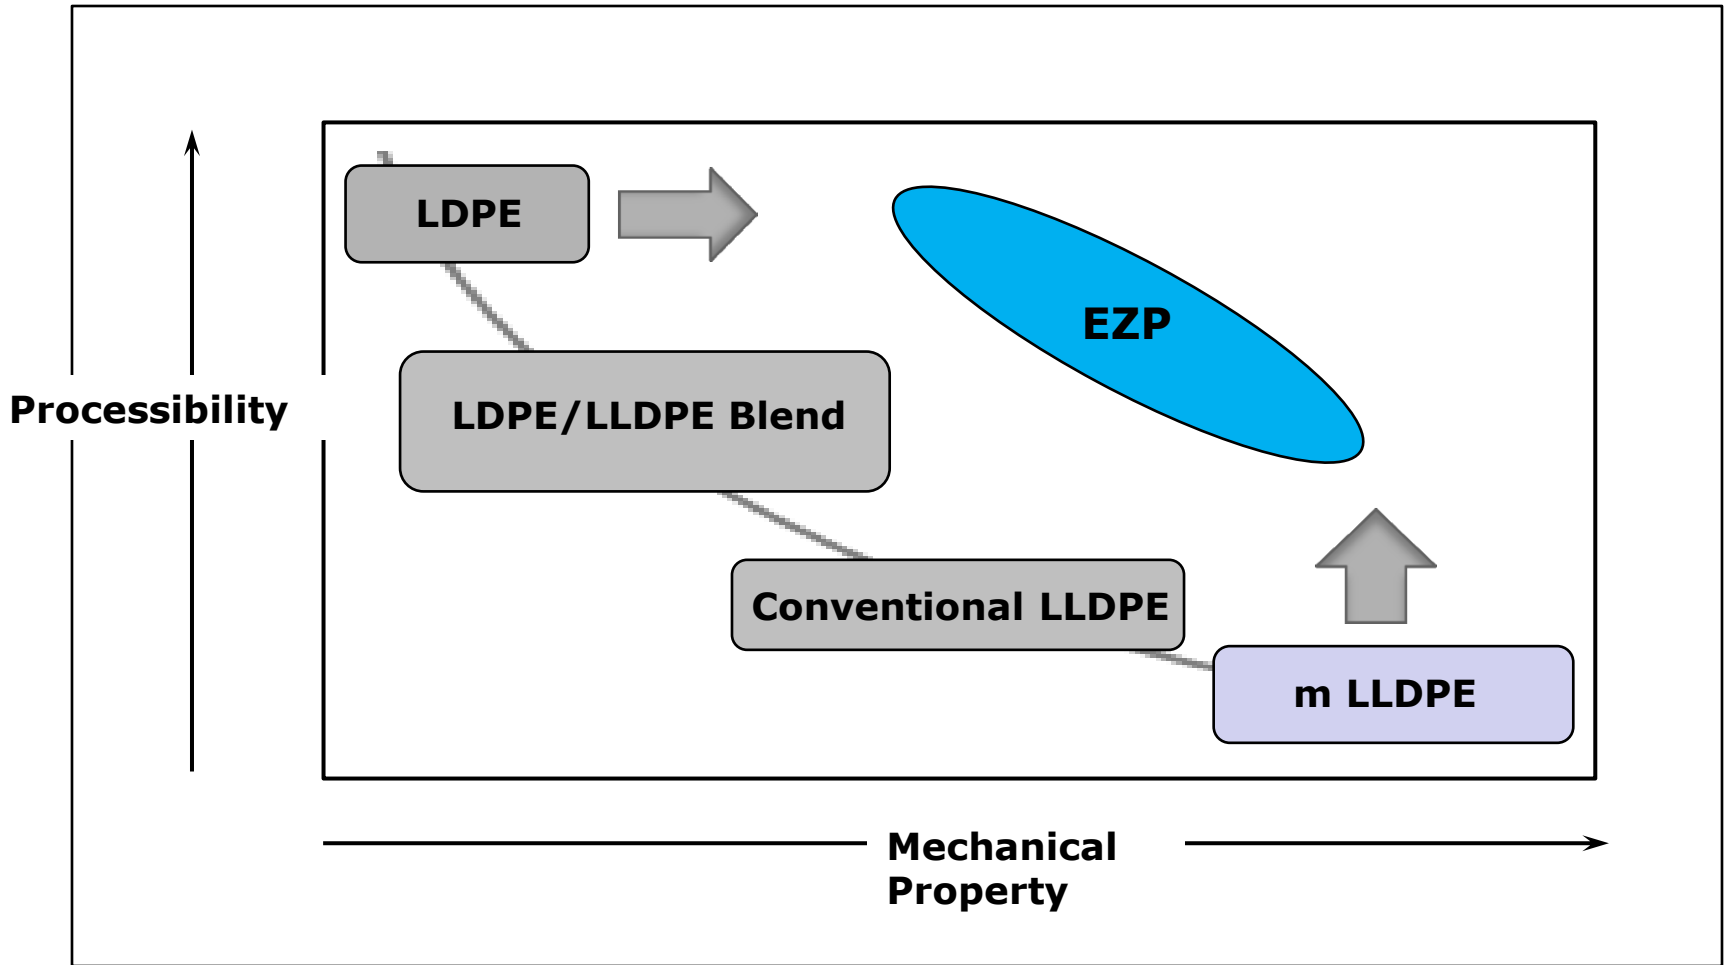 LDPE
EZP
Processibility
LDPE/LLDPE Blend
Conventional LLDPE
m LLDPE
Mechanical
Property